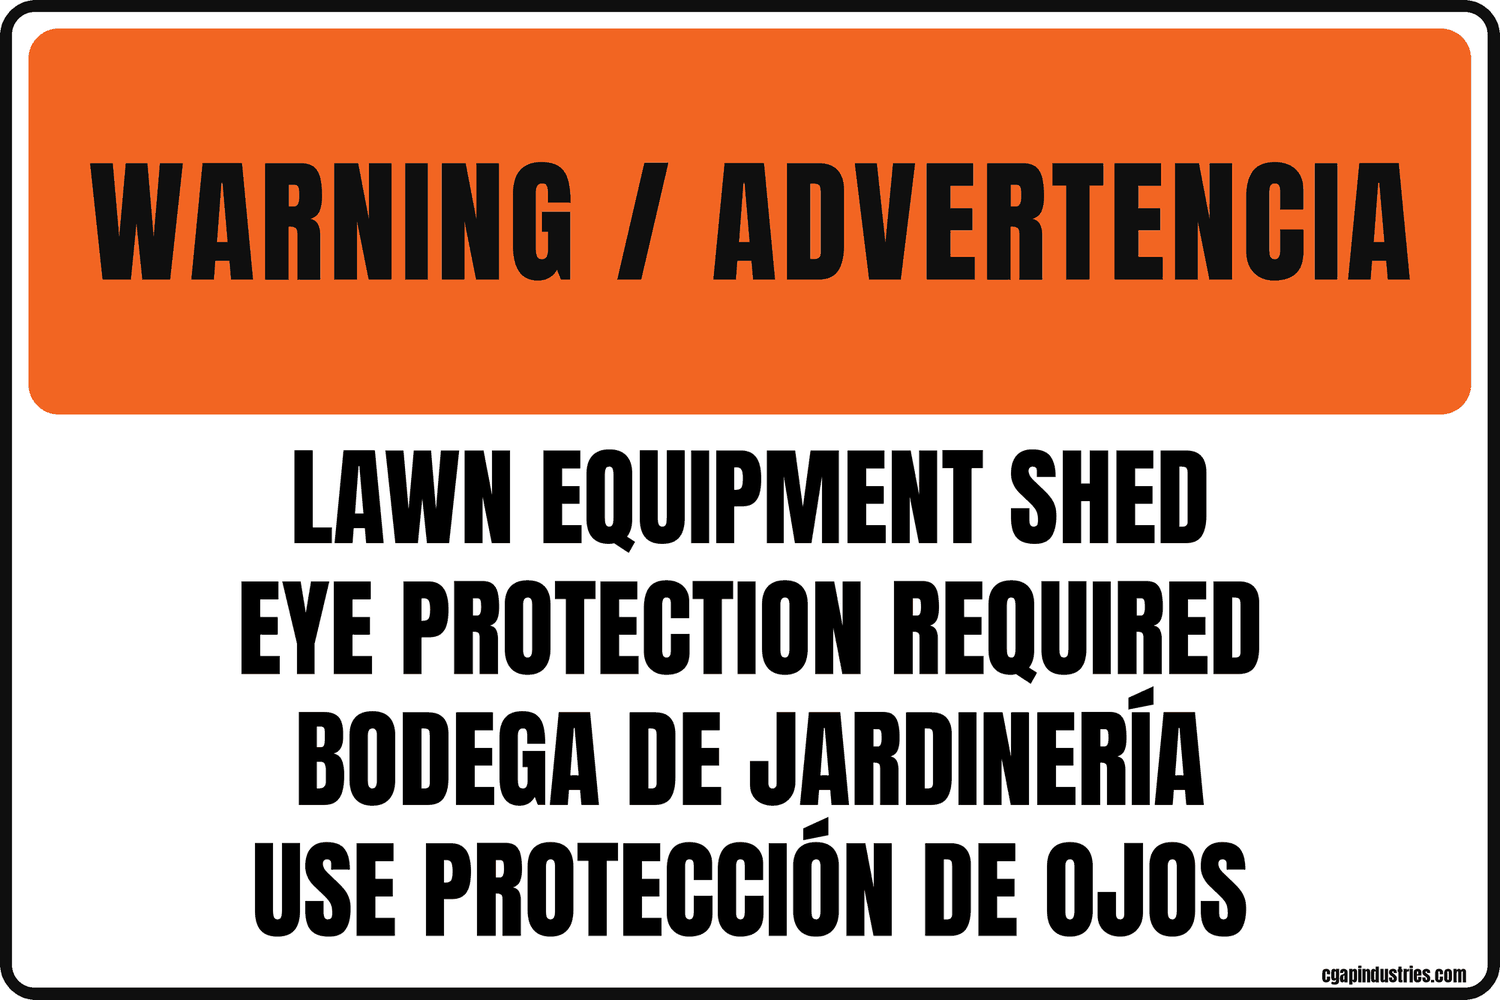 WARNING / ADVERTENCIA
LAWN EQUIPMENT SHED
EYE PROTECTION REQUIRED
BODEGA DE JARDINERÍA
USE PROTECCIÓN DE OJOS
cgapindustries.com